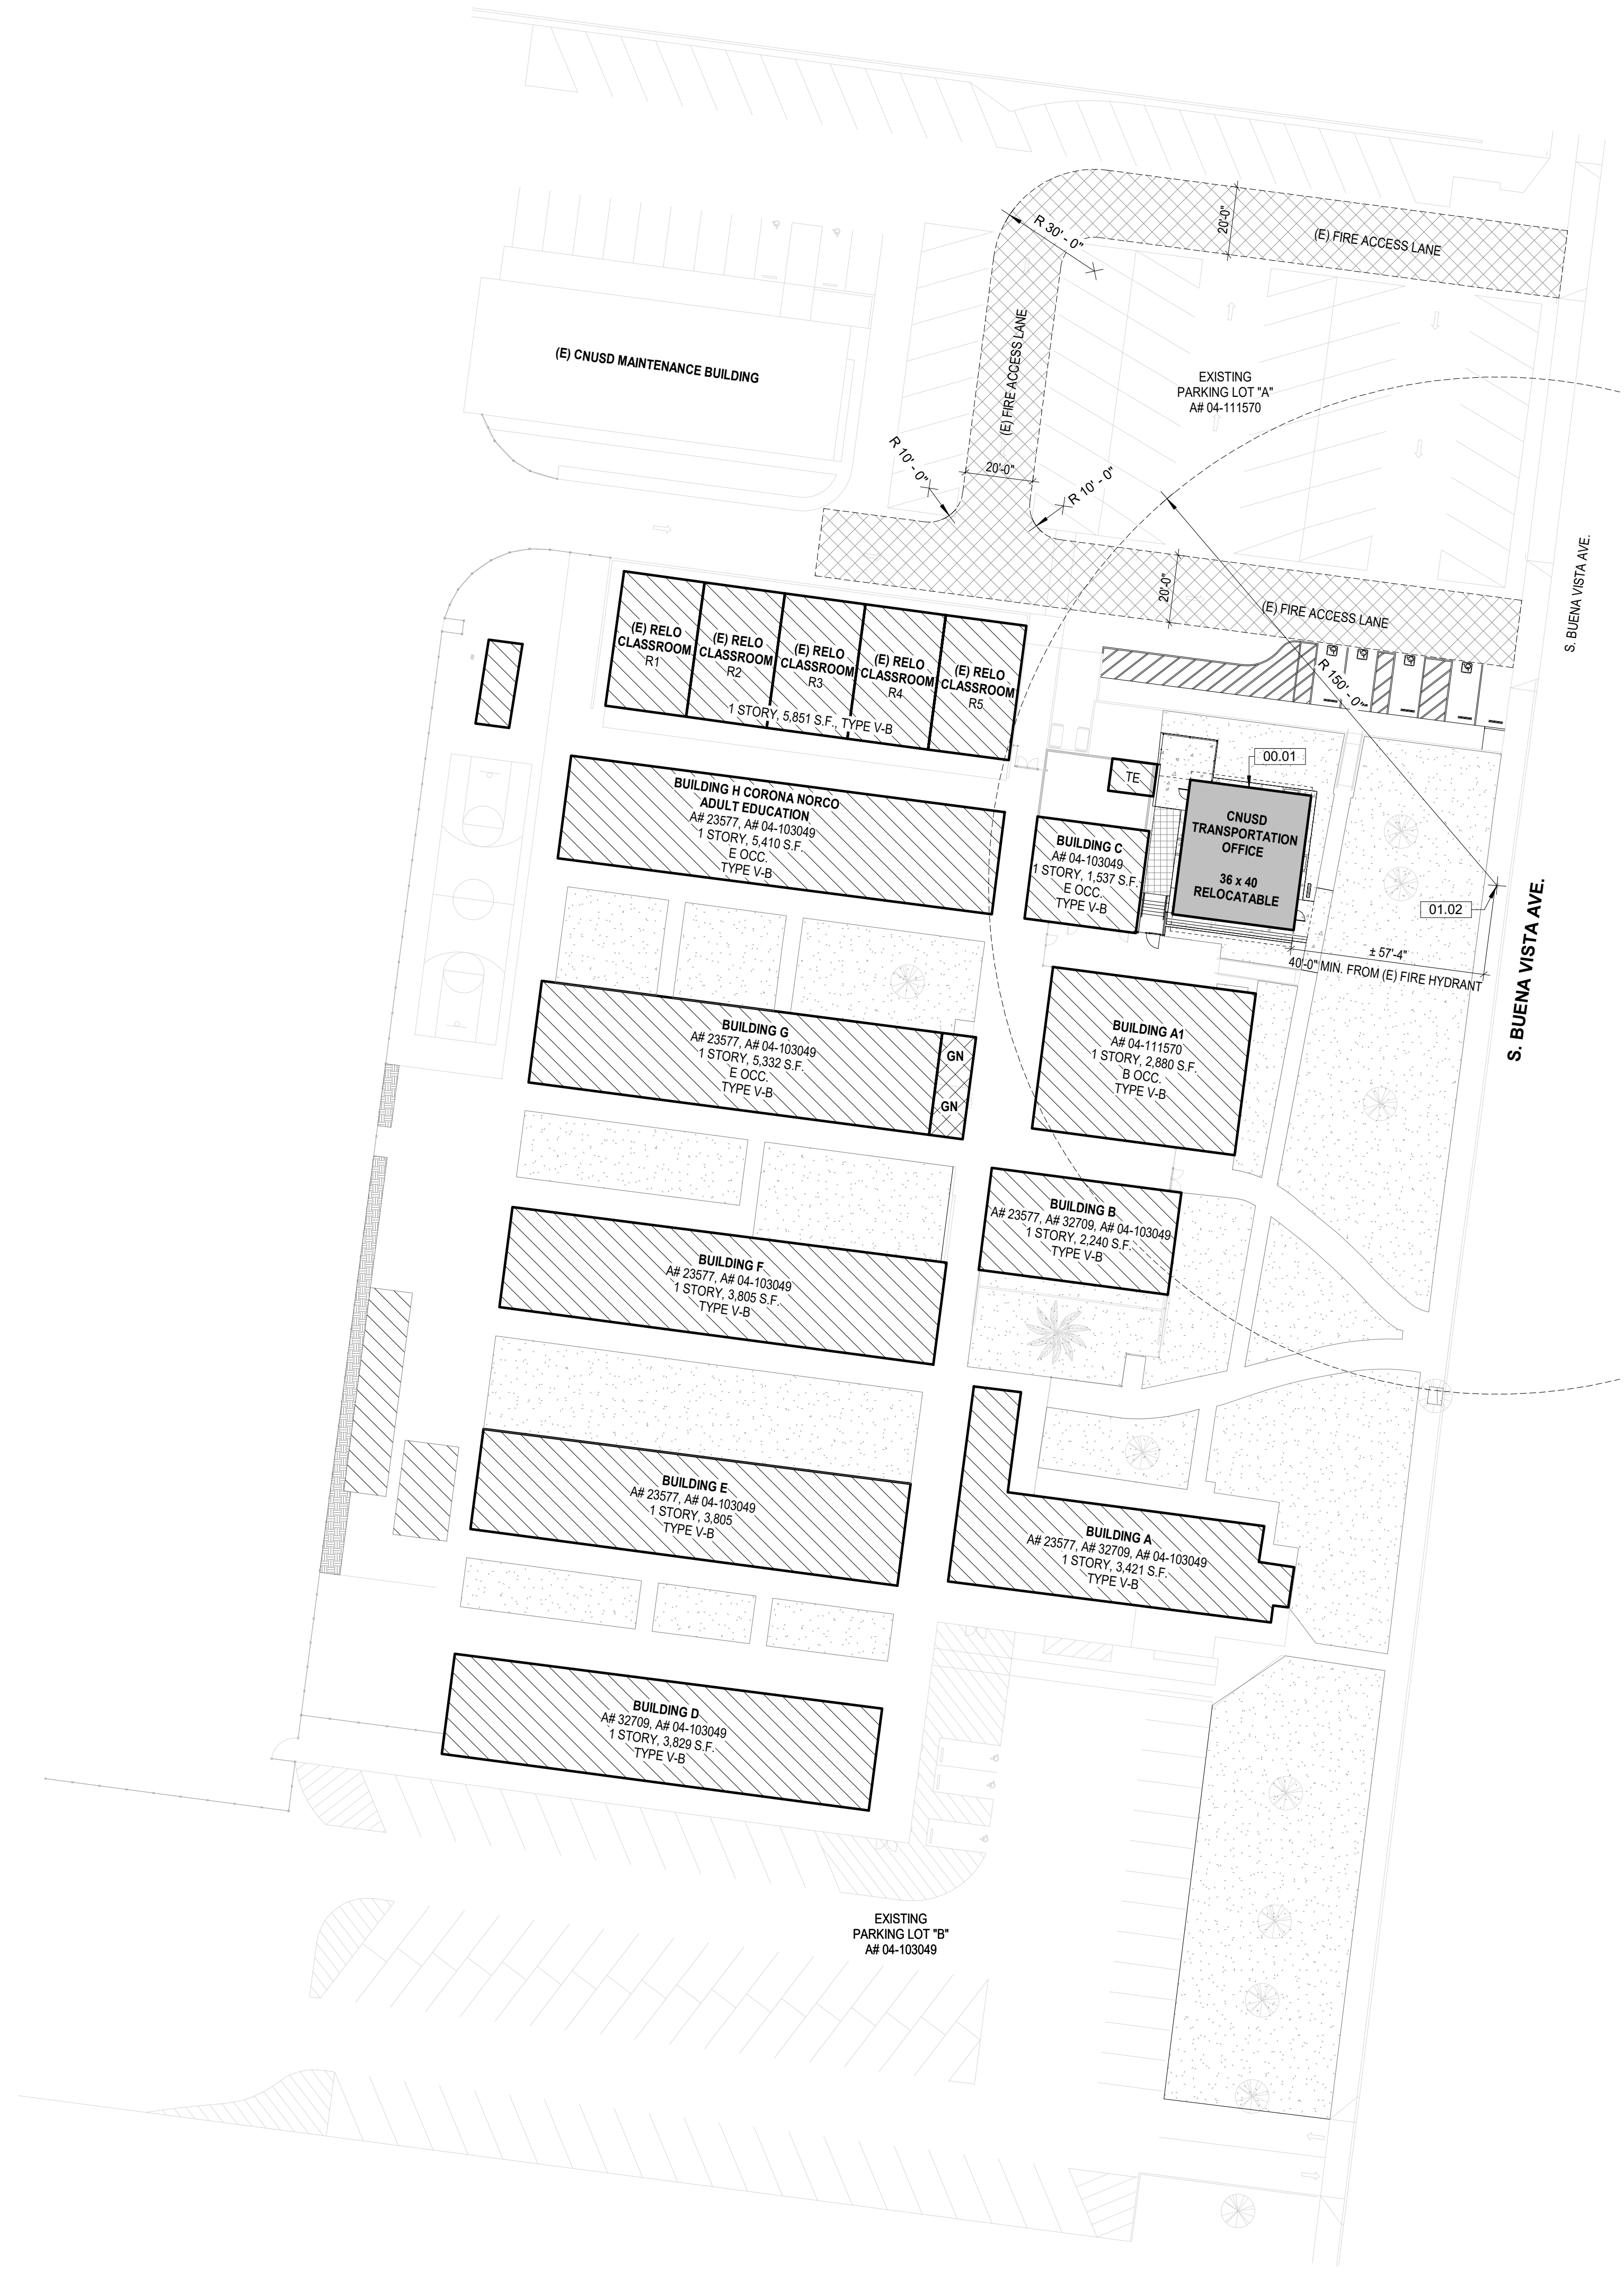 20'-0"
(E) FIRE ACCESS LANE
R 30' - 0"
(E) FIRE ACCESS LANE
(E) CNUSD MAINTENANCE BUILDING
EXISTING
PARKING LOT "A"
A# 04-111570
R 10' - 0"
20'-0"
R 10' - 0"
S. BUENA VISTA AVE.
20'-0"
(E) FIRE ACCESS LANE
R 150' - 0"
(E) RELO
CLASSROOM
R1
(E) RELO
CLASSROOM
R2
(E) RELO
CLASSROOM
R3
(E) RELO
CLASSROOM
R4
(E) RELO
CLASSROOM
R5
1 STORY, 5,851 S.F., TYPE V-B
00.01
TE
BUILDING H CORONA NORCO
ADULT EDUCATION
A# 23577, A# 04-103049
1 STORY, 5,410 S.F.
E OCC.
TYPE V-B
BUILDING C
A# 04-103049
1 STORY, 1,537 S.F.
E OCC.
TYPE V-B
CNUSD
TRANSPORTATION
OFFICE
36 x 40
RELOCATABLE
01.02
± 57'-4"
40'-0" MIN. FROM (E) FIRE HYDRANT
S. BUENA VISTA AVE.
BUILDING G
A# 23577, A# 04-103049
1 STORY, 5,332 S.F.
E OCC.
TYPE V-B
GN
GN
BUILDING A1
A# 04-111570
1 STORY, 2,880 S.F.
B OCC.
TYPE V-B
BUILDING B
A# 23577, A# 32709, A# 04-103049
1 STORY, 2,240 S.F.
TYPE V-B
BUILDING F
A# 23577, A# 04-103049
1 STORY, 3,805 S.F.
TYPE V-B
BUILDING E
A# 23577, A# 04-103049
1 STORY, 3,805
TYPE V-B
BUILDING A
A# 23577, A# 32709, A# 04-103049
1 STORY, 3,421 S.F.
TYPE V-B
BUILDING D
A# 32709, A# 04-103049
1 STORY, 3,829 S.F.
TYPE V-B
EXISTING
PARKING LOT "B"
A# 04-103049